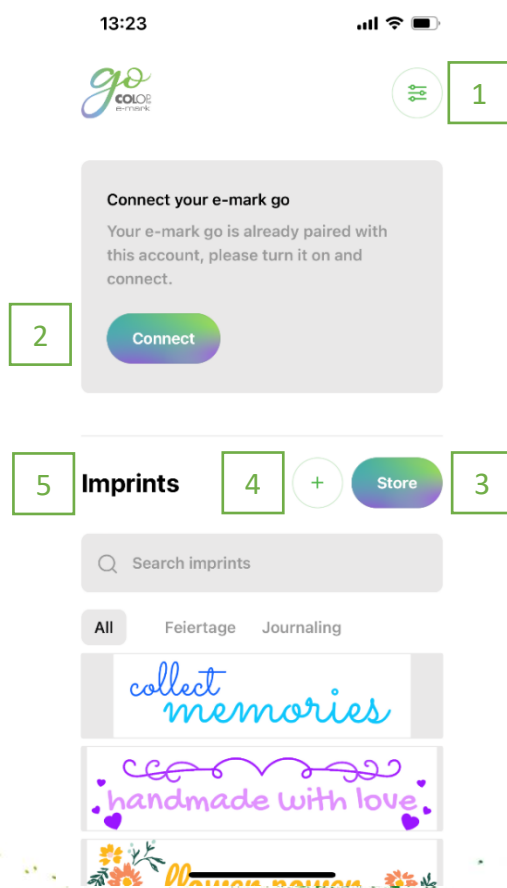 13:23
go
COLOP
e-mark
1
Connect your e-mark go
Your e-mark go is already paired with
this account, please turn it on and
connect.
2
Connect
5
Imprints
4
+
Store
3
Search imprints
All Feiertage Journaling
collect
memories
handmade with love
flower power